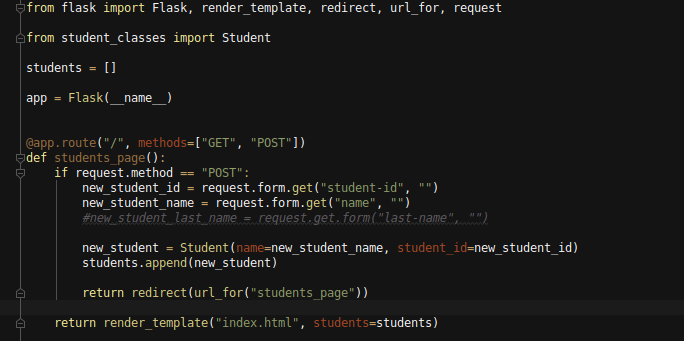 from flask import Flask, render_template, redirect, url_for, request
from student_classes import Student
students = []
app = Flask(__name__)
@app.route("/", methods=["GET", "POST"])
def students_page():
if request.method == "POST":
new_student_id = request.form.get("student-id", "")
new_student_name = request.form.get("name", "")
#new_student_last_name = request.get.form("last-name", "")
new_student = Student(name=new_student_name, student_id=new_student_id)
students.append(new_student)
return redirect(url_for("students_page"))
return render_template("index.html", students=students)